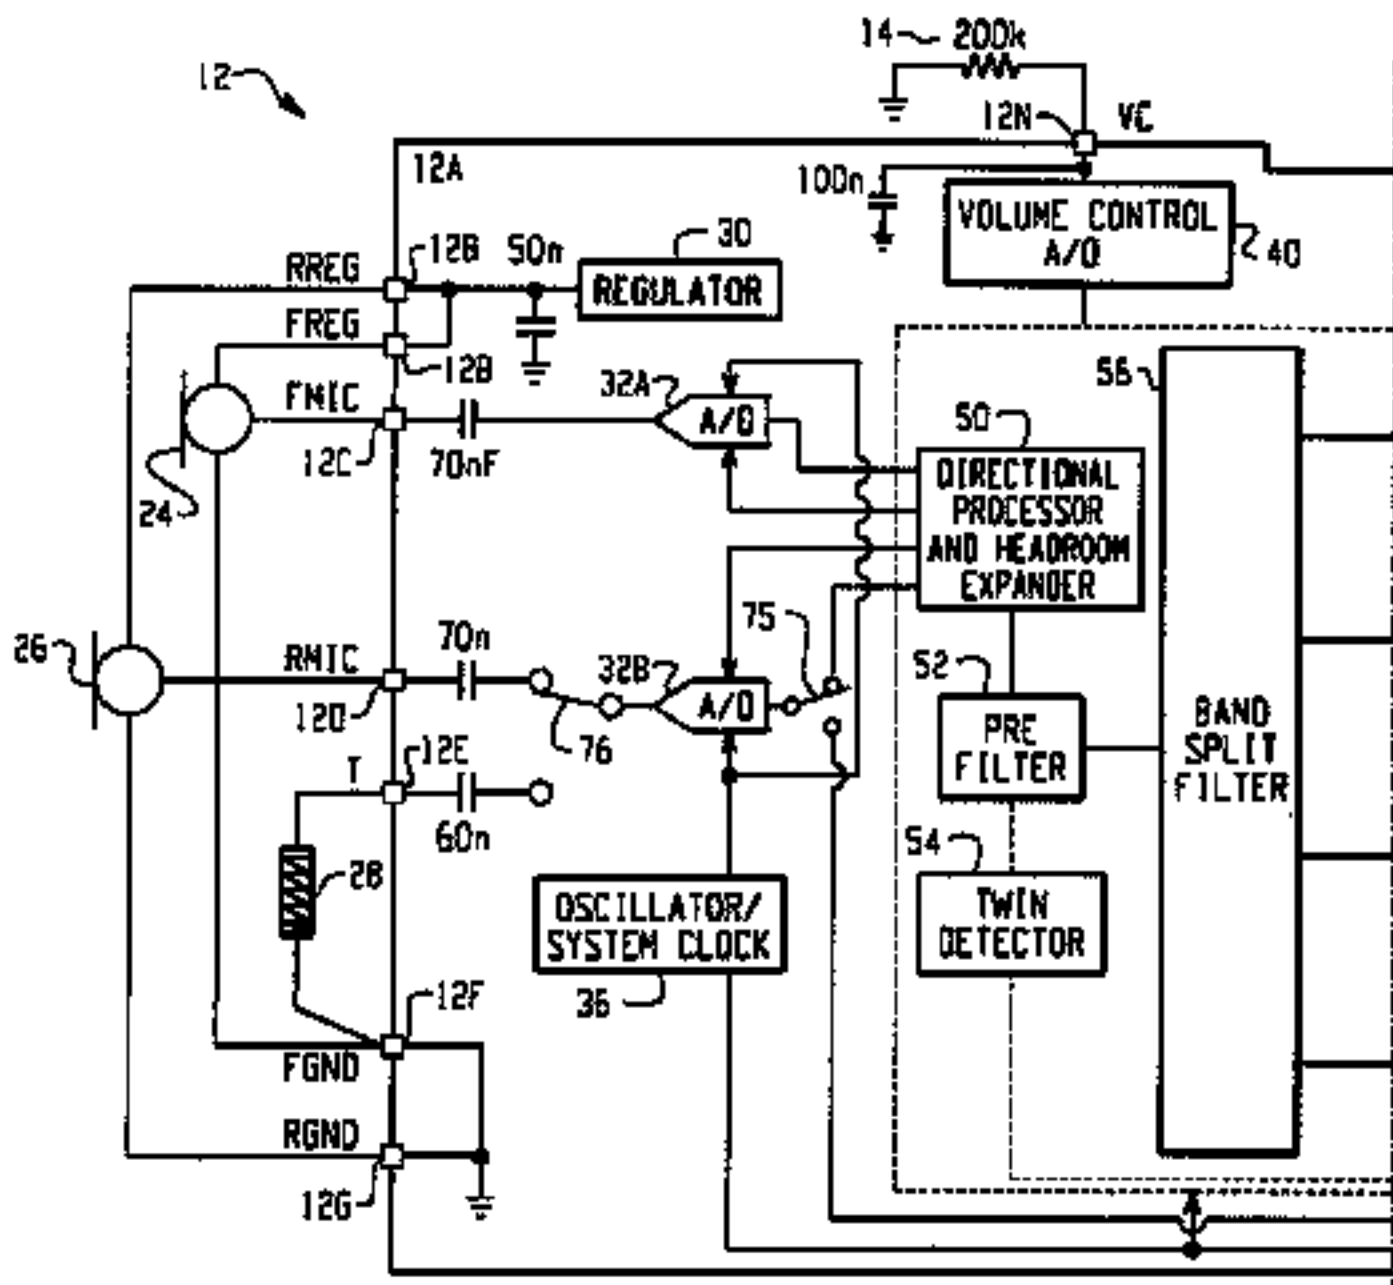 14 200k
12
12N VC
12A
100n
VOLUME CONTROL
A/D
40
RREG 12B 50n 30
REGULATOR
FREG
12B
56
FMIC 32A
A/D
50
12C 70nF
24
DIRECTIONAL
PROCESSOR
AND HEADROOM
EXPANDER
26 RMIC 70n 32B 75 52
12D
A/D
76
PRE
FILTER
BAND
SPLIT
FILTER
T 12E
60n
54
28
OSCILLATOR/
SYSTEM CLOCK
TWIN
DETECTOR
36
12F
FGND
RGND
12G